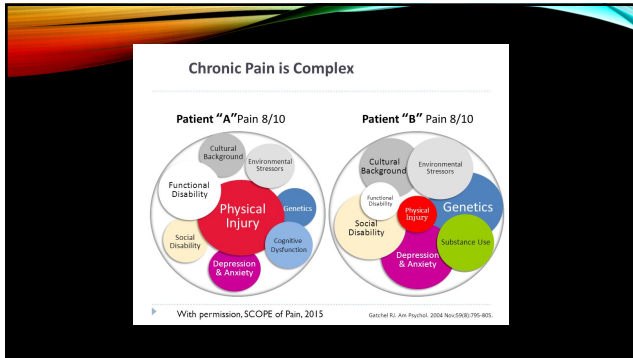 Chronic Pain is Complex
Patient “A”Pain 8/10
Cultural
Background
Environmental
Stressors
Functional
Disability
Physical
Injury
Genetics
Social
Disability
Cognitive
Dysfunction
Depression
& Anxiety
Patient “B” Pain 8/10
Cultural
Background
Environmental
Stressors
Functional
Disability
Physical
Injury
Genetics
Social
Disability
Substance Use
Depression
& Anxiety
With permission, SCOPE of Pain, 2015
Gatchel RJ. Am Psychol. 2004 Nov;59(8):795-805.